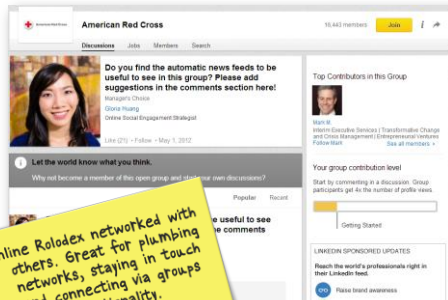 American Red Cross
16,443 members
Join
Discussions Jobs Members Search
Do you find the automatic news feeds to be
useful to see in this group? Please add
suggestions in the comments section here!
Manager's Choice
Gloria Huang
Online Social Engagement Strategist
Like (21) • Follow • May 1, 2012
Let the world know what you think.
Why not become a member of this open group and start your own discussions?
Popular Recent
useful to see
comments
Online Rolodex networked with
others. Great for plumbing
networks, staying in touch
and connecting via groups
Top Contributors in this Group
Mark M.
Interim Executive Services | Transformative Change
and Crisis Management | Entrepreneurial Ventures
Follow Mark
See all members ›
Your group contribution level
Start by commenting in a discussion. Group
participants get 4x the number of profile views.
Getting Started
LINKEDIN SPONSORED UPDATES
Reach the world's professionals right in
their LinkedIn feed.
Raise brand awareness